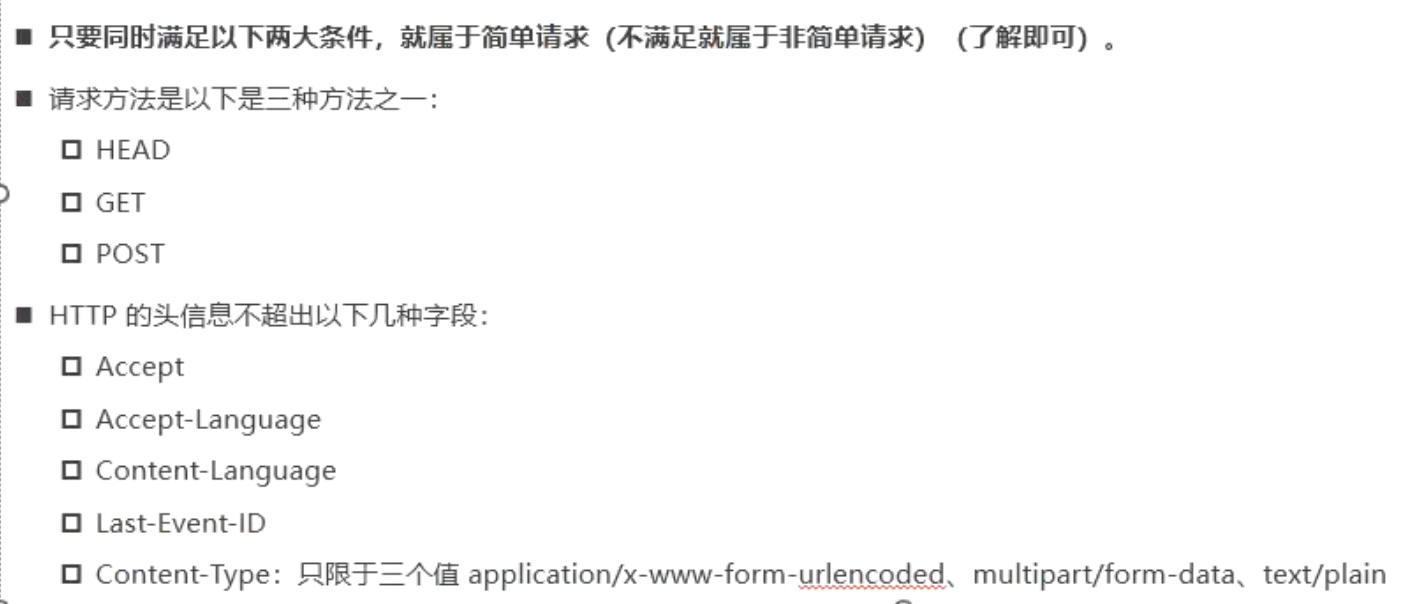 ■ 只要同时满足以下两大条件，就属于简单请求（不满足就属于非简单请求）（了解即可）。
■ 请求方法是以下是三种方法之一：
HEAD
GET
POST
■ HTTP 的头信息不超出以下几种字段：
Accept
Accept-Language
Content-Language
Last-Event-ID
Content-Type：只限于三个值 application/x-www-form-urlencoded、multipart/form-data、text/plain